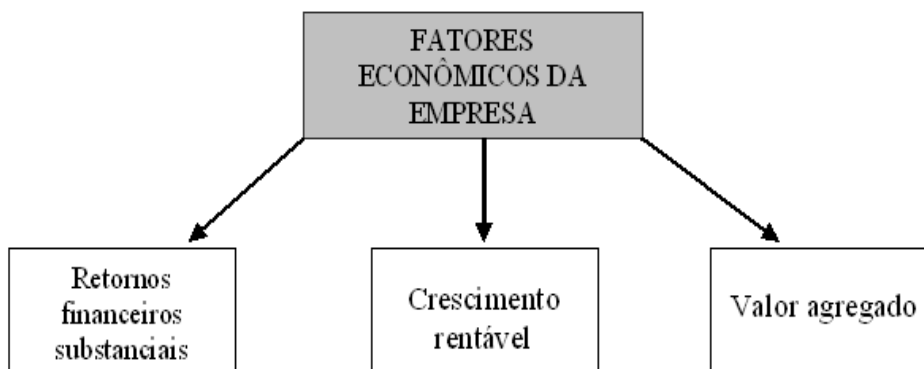 FATORES
ECONÔMICOS DA
EMPRESA
Retornos
financeiros
substanciais
Crescimento
rentável
Valor agregado